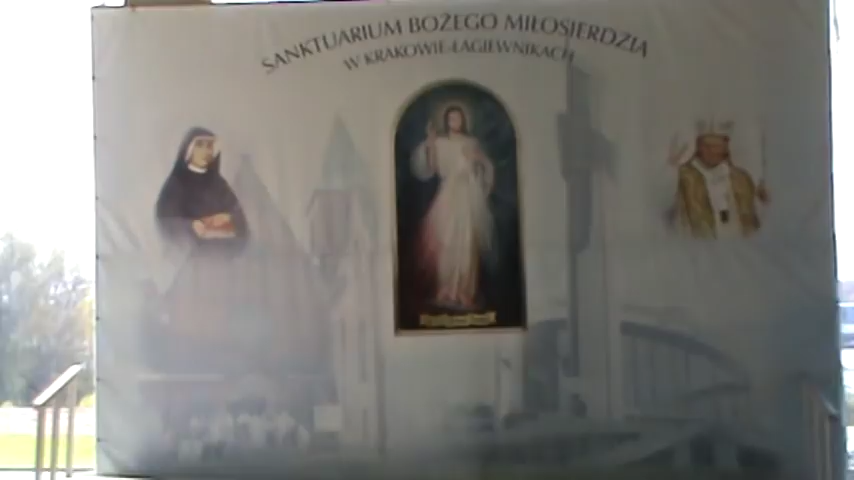 SANKTUARIUM BOŻEGO MIŁOSIERDZIA
W KRAKOWIE-ŁAGIEWNIKACH